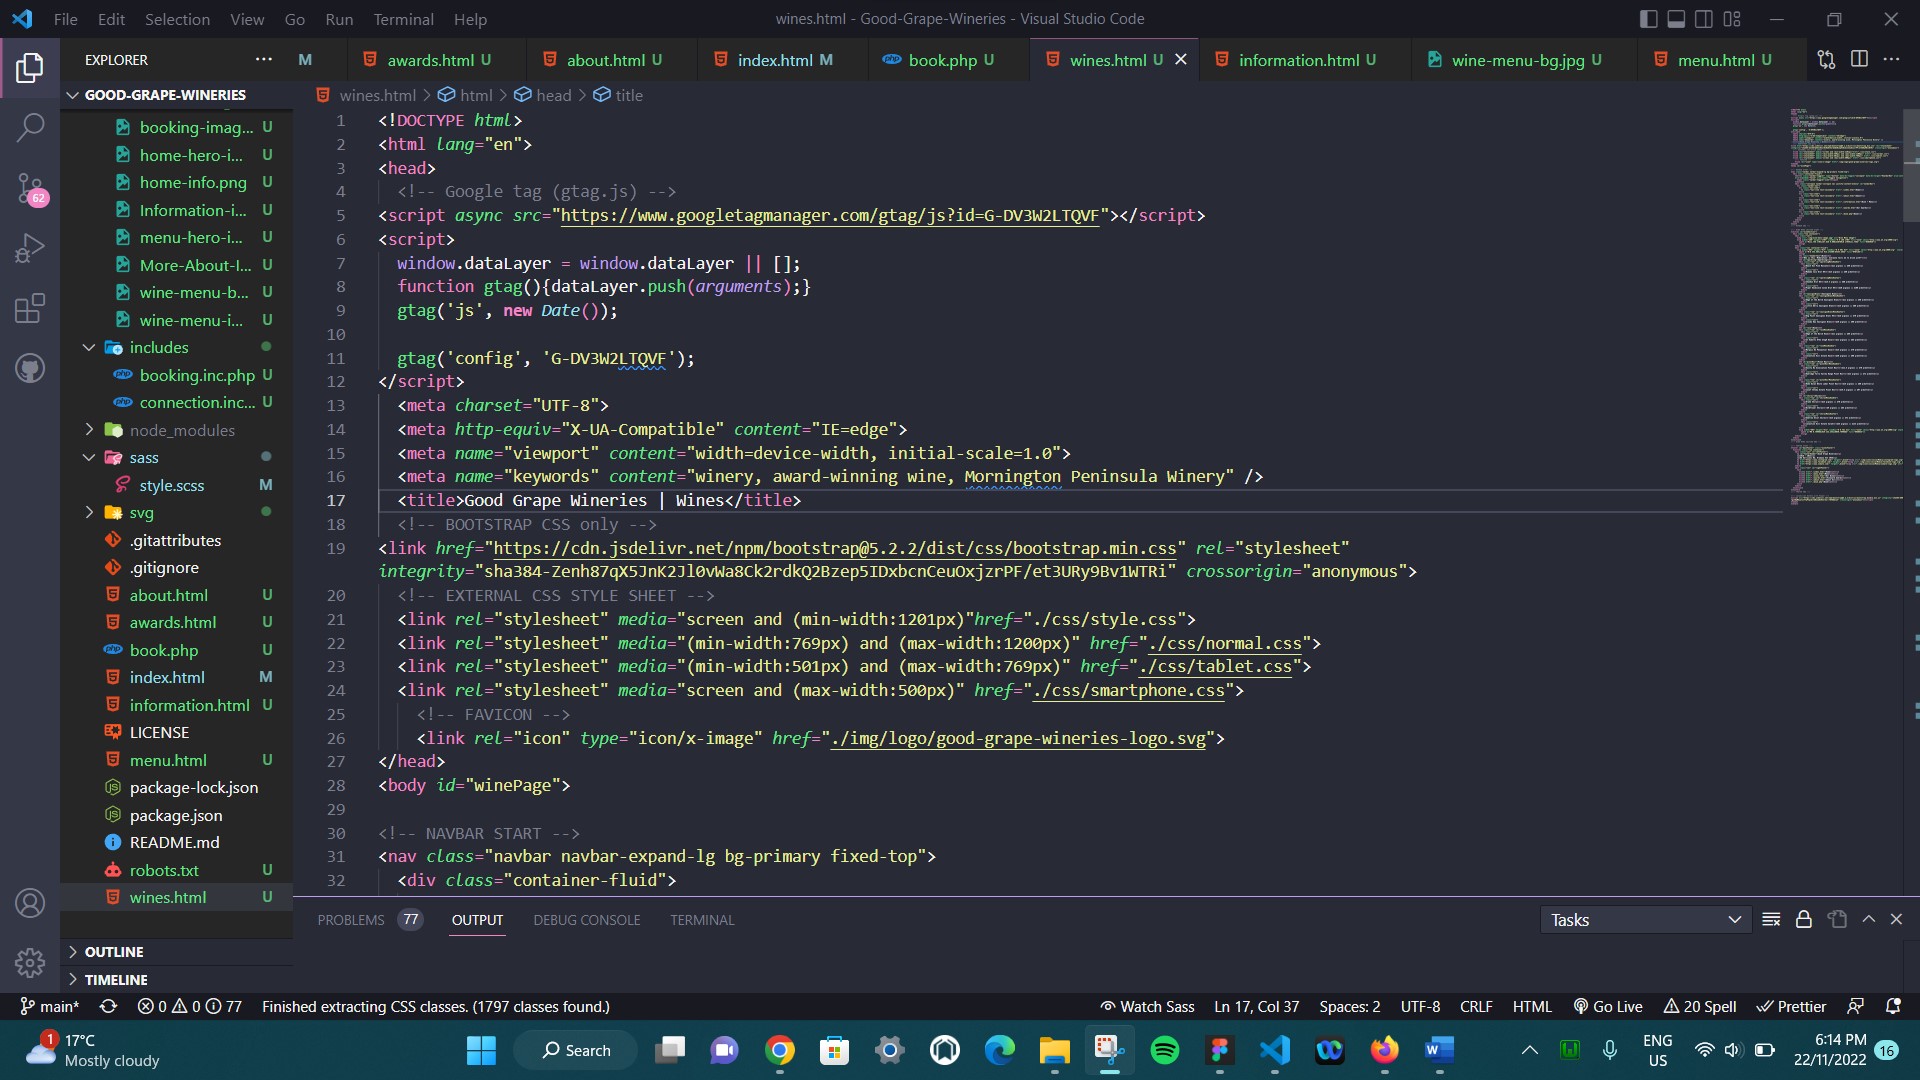 File Edit Selection View Go Run Terminal Help
wines.html - Good-Grape-Wineries - Visual Studio Code
EXPLORER
M
awards.html U
about.html U
index.html M
book.php U
wines.html U
information.html U
wine-menu-bg.jpg U
menu.html U
GOOD-GRAPE-WINERIES
booking-imag... U
home-hero-i... U
home-info.png U
Information-i... U
menu-hero-i... U
More-About-I... U
wine-menu-b... U
wine-menu-i... U
includes
booking.inc.php U
connection.inc... U
node_modules
sass
style.scss M
svg
.gitattributes
.gitignore
about.html U
awards.html U
book.php U
index.html M
information.html U
LICENSE
menu.html U
package-lock.json
package.json
README.md
robots.txt U
wines.html U
OUTLINE
TIMELINE
62
wines.html > html > head > title
1 <!DOCTYPE html>
2 <html lang="en">
3 <head>
4 <!-- Google tag (gtag.js) -->
5 <script async src="https://www.googletagmanager.com/gtag/js?id=G-DV3W2LTQVF"></script>
6 <script>
7 window.dataLayer = window.dataLayer || [];
8 function gtag(){dataLayer.push(arguments);}
9 gtag('js', new Date());
10
11 gtag('config', 'G-DV3W2LTQVF');
12 </script>
13 <meta charset="UTF-8">
14 <meta http-equiv="X-UA-Compatible" content="IE=edge">
15 <meta name="viewport" content="width=device-width, initial-scale=1.0">
16 <meta name="keywords" content="winery, award-winning wine, Mornington Peninsula Winery" />
17 <title>Good Grape Wineries | Wines</title>
18 <!-- BOOTSTRAP CSS only -->
19 <link href="https://cdn.jsdelivr.net/npm/bootstrap@5.2.2/dist/css/bootstrap.min.css" rel="stylesheet"
integrity="sha384-Zenh87qX5JnK2Jl0vWa8Ck2rdkQ2Bzep5IDxbcnCeuOxjzrPF/et3URy9Bv1WTRi" crossorigin="anonymous">
20 <!-- EXTERNAL CSS STYLE SHEET -->
21 <link rel="stylesheet" media="screen and (min-width:1201px)"href="./css/style.css">
22 <link rel="stylesheet" media="(min-width:769px) and (max-width:1200px)" href="./css/normal.css">
23 <link rel="stylesheet" media="(min-width:501px) and (max-width:769px)" href="./css/tablet.css">
24 <link rel="stylesheet" media="screen and (max-width:500px)" href="./css/smartphone.css">
25 <!-- FAVICON -->
26 <link rel="icon" type="icon/x-image" href="./img/logo/good-grape-wineries-logo.svg">
27 </head>
28 <body id="winePage">
29
30 <!-- NAVBAR START -->
31 <nav class="navbar navbar-expand-lg bg-primary fixed-top">
32 <div class="container-fluid">
PROBLEMS 77 OUTPUT DEBUG CONSOLE TERMINAL
Tasks
main* 0 0 77 Finished extracting CSS classes. (1797 classes found.)
Watch Sass Ln 17, Col 37 Spaces: 2 UTF-8 CRLF HTML Go Live 20 Spell Prettier
1 17°C
Mostly cloudy
Search
ENG
US
6:14 PM
22/11/2022
16